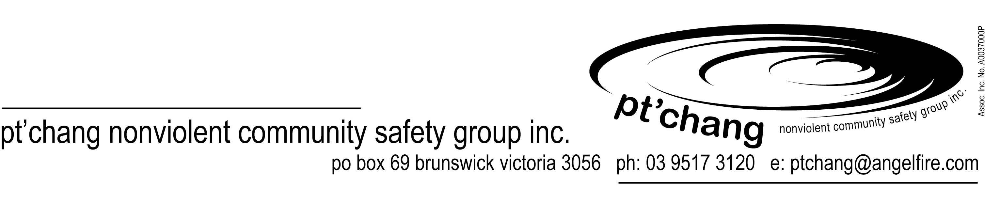 pt’chang
nonviolent community safety group inc.
Assoc. Inc. No. A0037000P
pt’chang nonviolent community safety group inc.
po box 69 brunswick victoria 3056 ph: 03 9517 3120 e: ptchang@angelfire.com